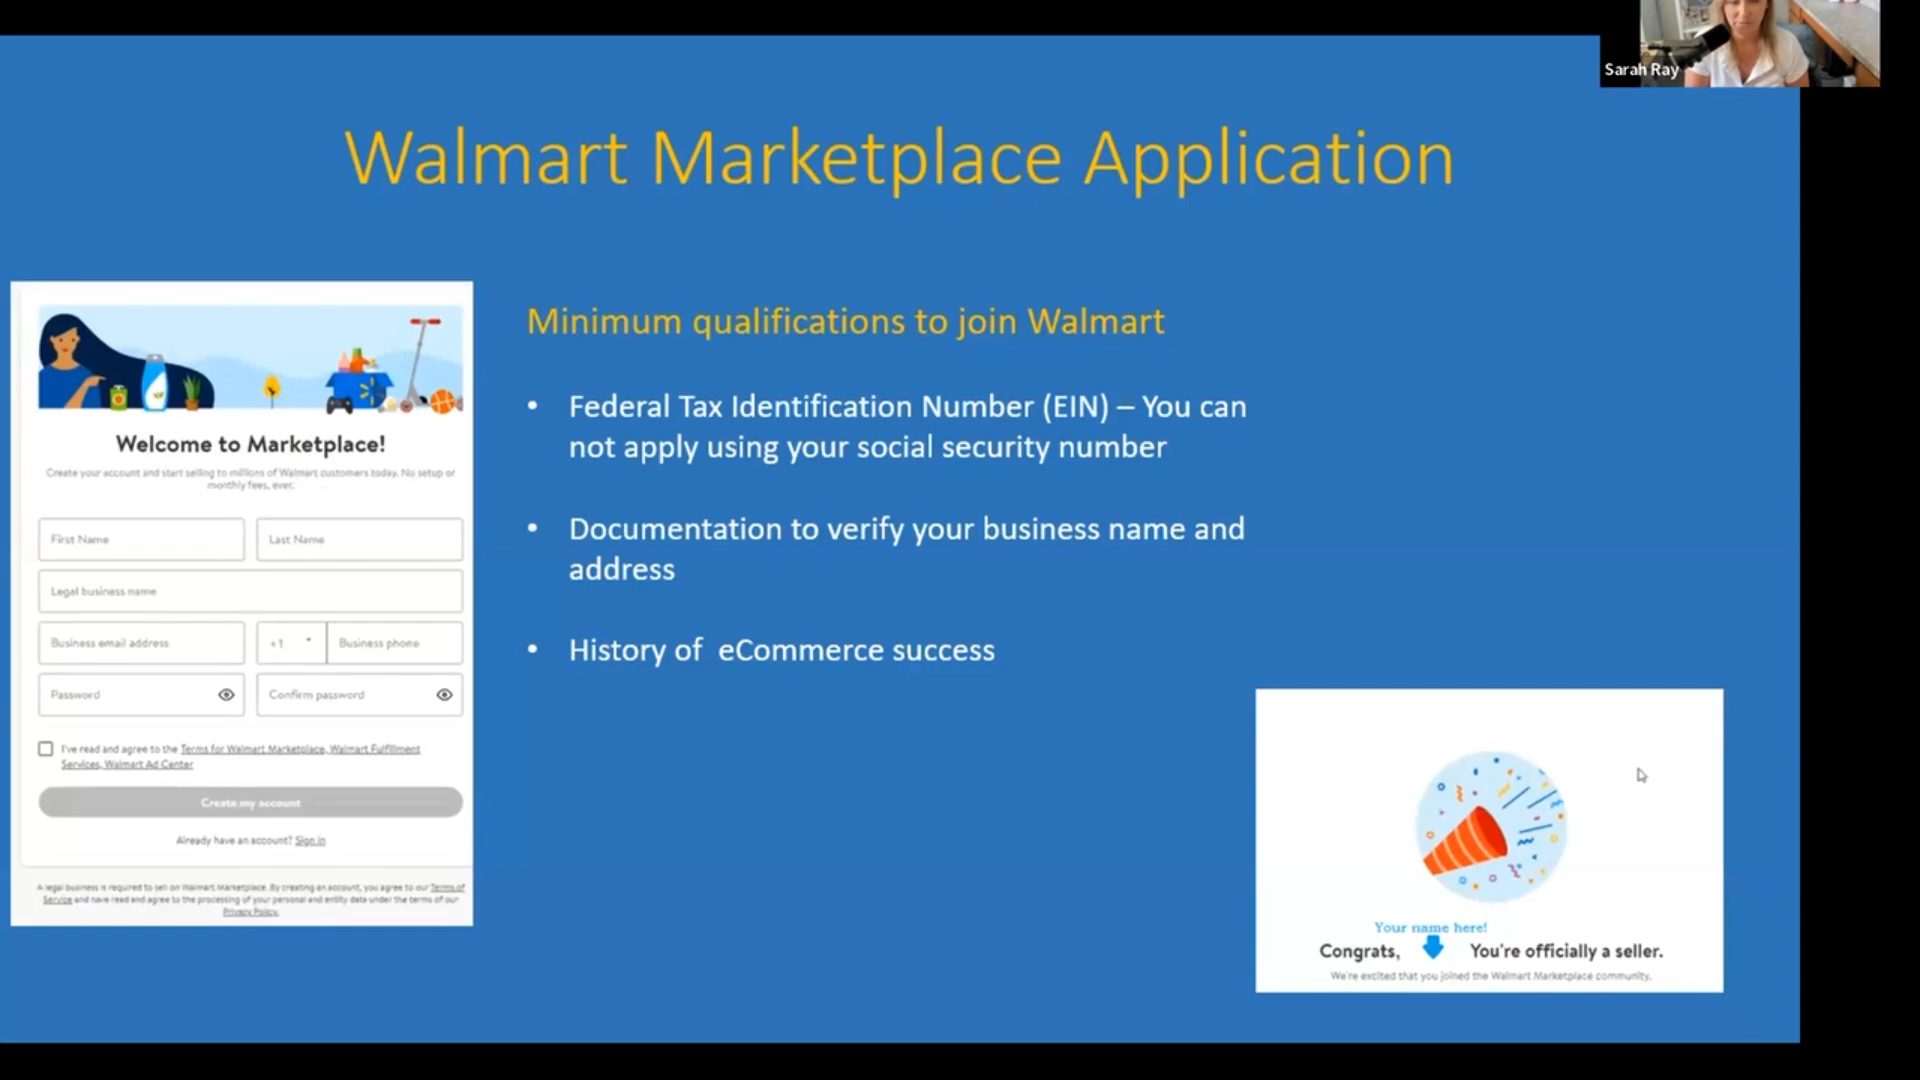 Sarah Ray
Walmart Marketplace Application
Welcome to Marketplace!
Create your account and start selling to millions of Walmart customers today. No setup or
monthly fees, ever.
First Name
Last Name
Legal business name
Business email address
+1
Business phone
Password
Confirm password
I've read and agree to the Terms for Walmart Marketplace, Walmart Fulfillment
Services, Walmart Ad Center
Create my account
Already have an account? Sign in
A legal business is required to sell on Walmart Marketplace. By creating an account, you agree to our Terms of
Service and have read and agree to the processing of your personal and entity data under the terms of our
Privacy Policy.
Minimum qualifications to join Walmart
• Federal Tax Identification Number (EIN) – You can
not apply using your social security number
• Documentation to verify your business name and
address
• History of  eCommerce success
Your name here!
Congrats, You're officially a seller.
We're excited that you joined the Walmart Marketplace community.